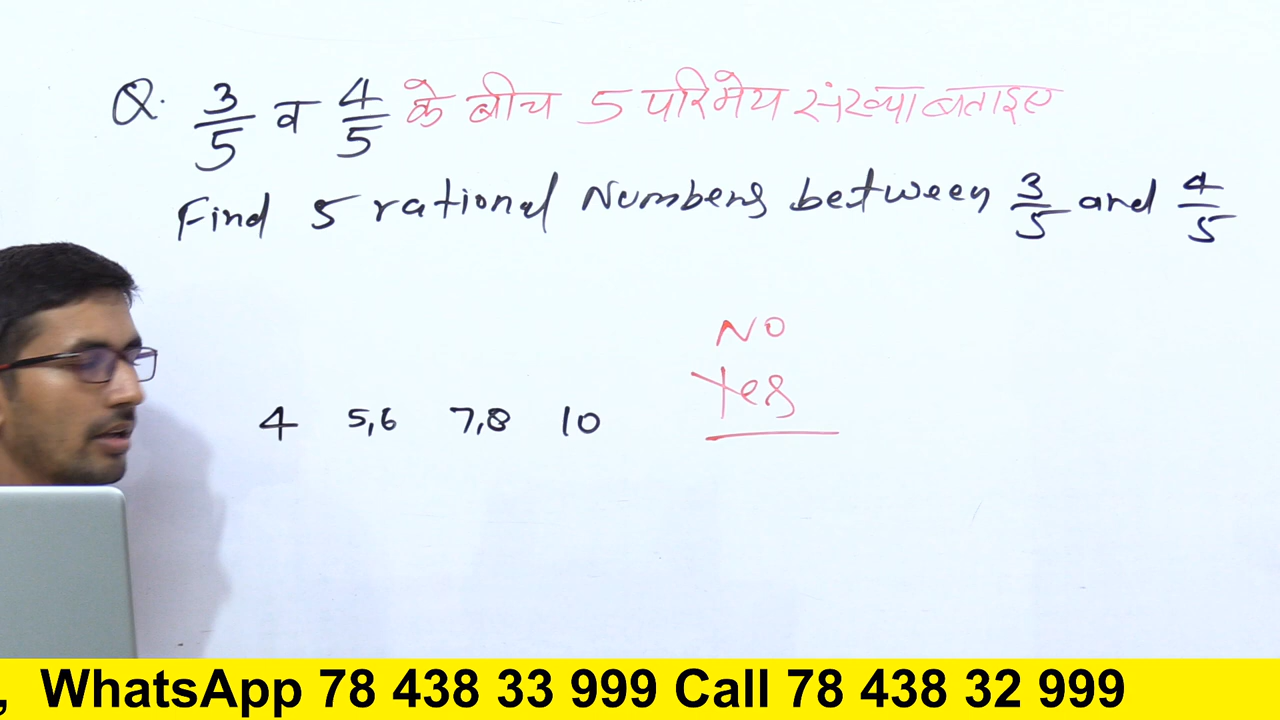 Q. 3/5 व 4/5 के बीच 5 परिमेय संख्या बताइए
Find 5 rational Numbers between 3/5 and 4/5
NO
Yes
4 5,6 7,8 10
, WhatsApp 78 438 33 999 Call 78 438 32 999